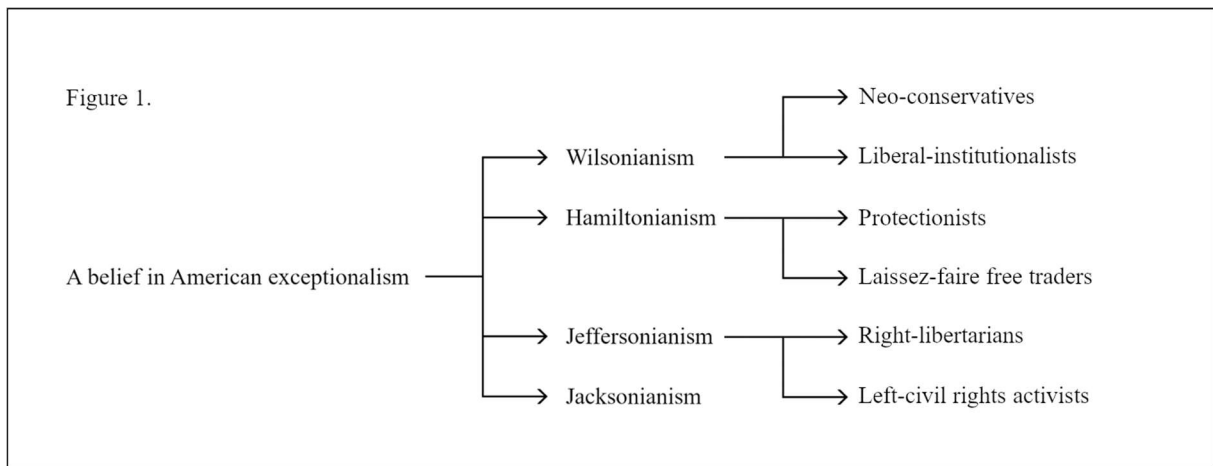 Figure 1.
Neo-conservatives
Wilsonianism
Liberal-institutionalists
Hamiltonianism
Protectionists
A belief in American exceptionalism
Laissez-faire free traders
Jeffersonianism
Right-libertarians
Jacksonianism
Left-civil rights activists